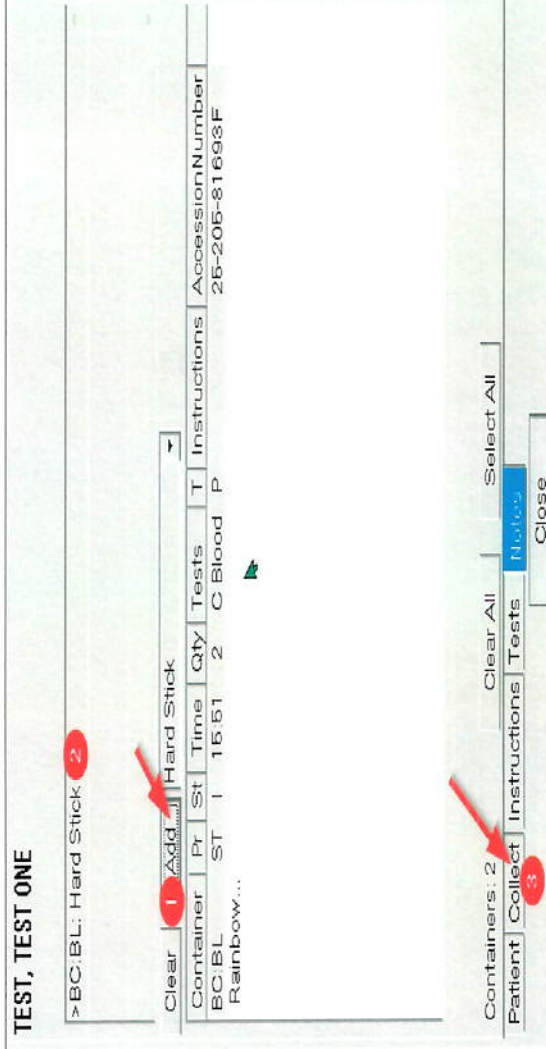 TEST, TEST ONE
>BC:BL: Hard Stick 2
Clear 1 Add Hard Stick
Container Pr St Time Qty Tests T Instructions AccessionNumber
BC:BL ST I 15:51 2 C Blood P 25-205-81693F
Rainbow...
Containers: 2 Clear All Select All
Patient Collect Instructions Tests Notes
3
Close